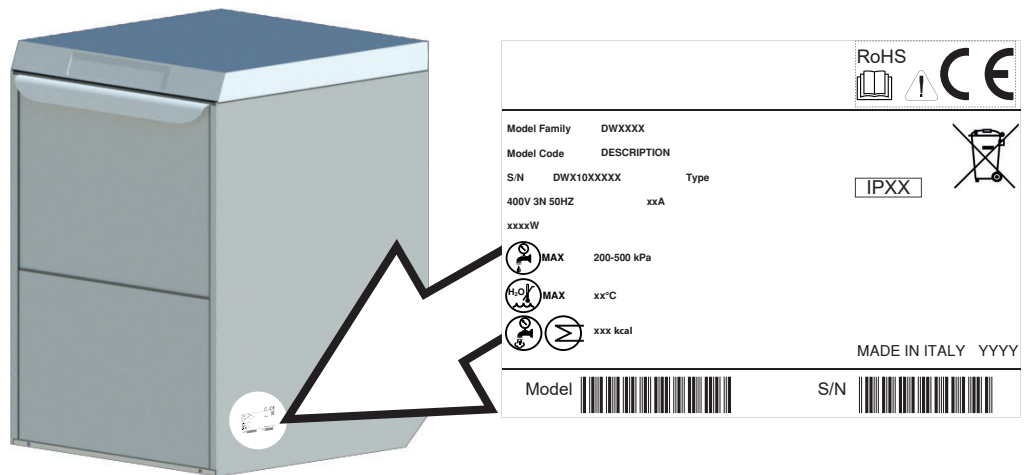 RoHS
CE
Model Family DWXXXX
Model Code DESCRIPTION
S/N DWX10XXXXX Type
IPXX
400V 3N 50HZ xxA
xxxxW
MAX 200-500 kPa
H₂O MAX xx°C
xxx kcal
MADE IN ITALY YYYY
Model S/N